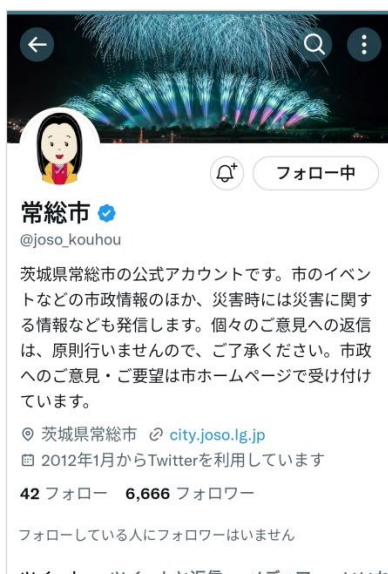 フォロー中
常総市
@joso_kouhou
茨城県常総市の公式アカウントです。市のイベン
トなどの市政情報のほか、災害時には災害に関す
る情報なども発信します。個々のご意見への返信
は、原則行いませんので、ご了承ください。市政
へのご意見・ご要望は市ホームページで受け付け
ています。
茨城県常総市 city.joso.lg.jp
2012年1月からTwitterを利用しています
42 フォロー 6,666 フォロワー
フォローしている人にフォロワーはいません